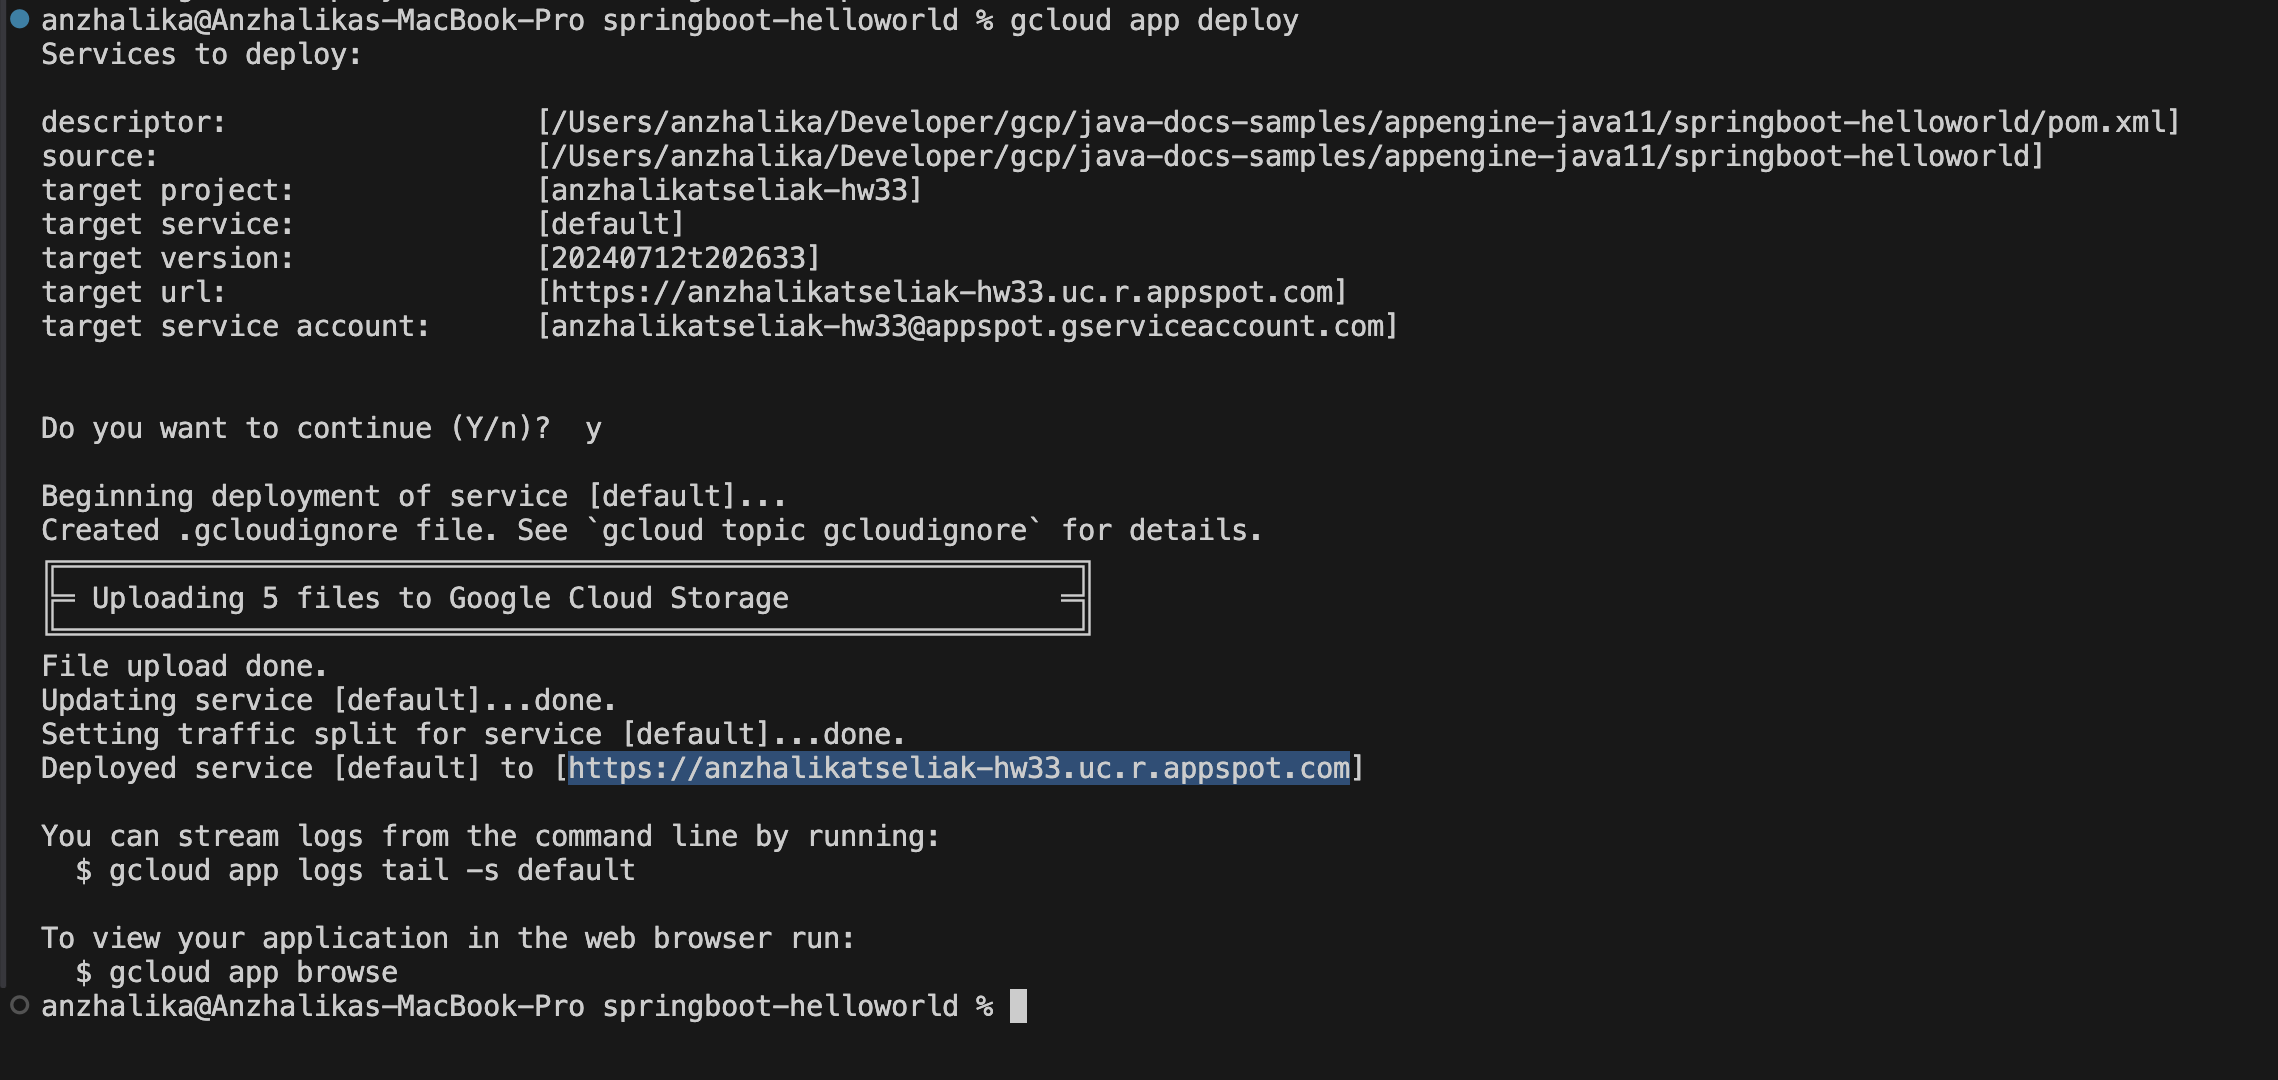 anzhalika@Anzhalikas-MacBook-Pro springboot-helloworld % gcloud app deploy
Services to deploy:
descriptor: [/Users/anzhalika/Developer/gcp/java-docs-samples/appengine-java11/springboot-helloworld/pom.xml]
source: [/Users/anzhalika/Developer/gcp/java-docs-samples/appengine-java11/springboot-helloworld]
target project: [anzhalikatseliak-hw33]
target service: [default]
target version: [20240712t202633]
target url: [https://anzhalikatseliak-hw33.uc.r.appspot.com]
target service account: [anzhalikatseliak-hw33@appspot.gserviceaccount.com]
Do you want to continue (Y/n)? y
Beginning deployment of service [default]...
Created .gcloudignore file. See `gcloud topic gcloudignore` for details.
Uploading 5 files to Google Cloud Storage
File upload done.
Updating service [default]...done.
Setting traffic split for service [default]...done.
Deployed service [default] to [https://anzhalikatseliak-hw33.uc.r.appspot.com]
You can stream logs from the command line by running:
$ gcloud app logs tail -s default
To view your application in the web browser run:
$ gcloud app browse
anzhalika@Anzhalikas-MacBook-Pro springboot-helloworld %